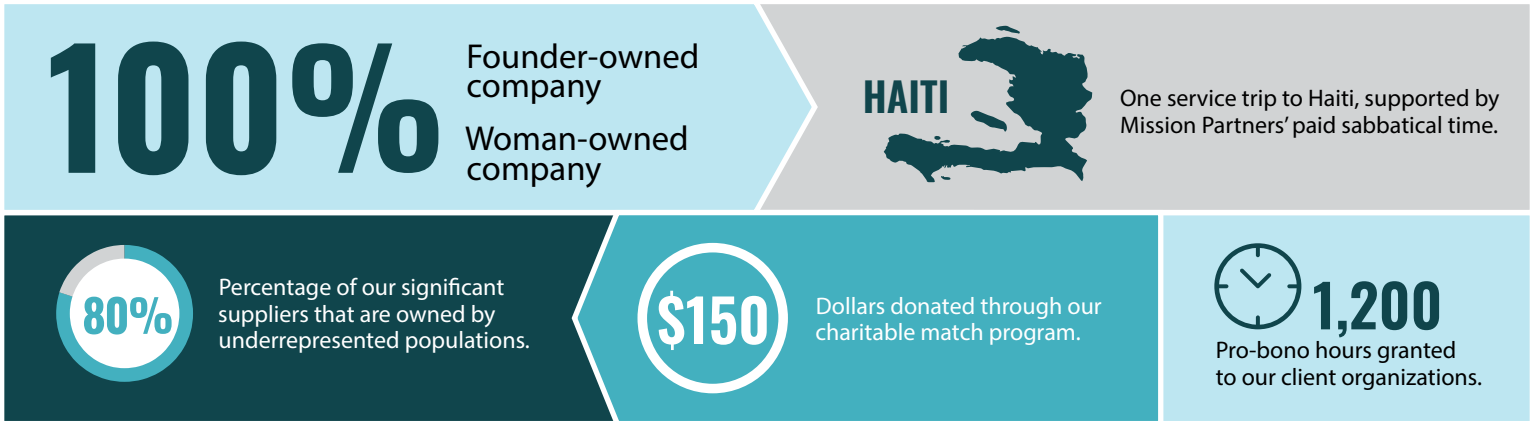 100%
Founder-owned
company
Woman-owned
company
HAITI
One service trip to Haiti, supported by
Mission Partners’ paid sabbatical time.
80%
Percentage of our significant
suppliers that are owned by
underrepresented populations.
$150
Dollars donated through our
charitable match program.
1,200
Pro-bono hours granted
to our client organizations.